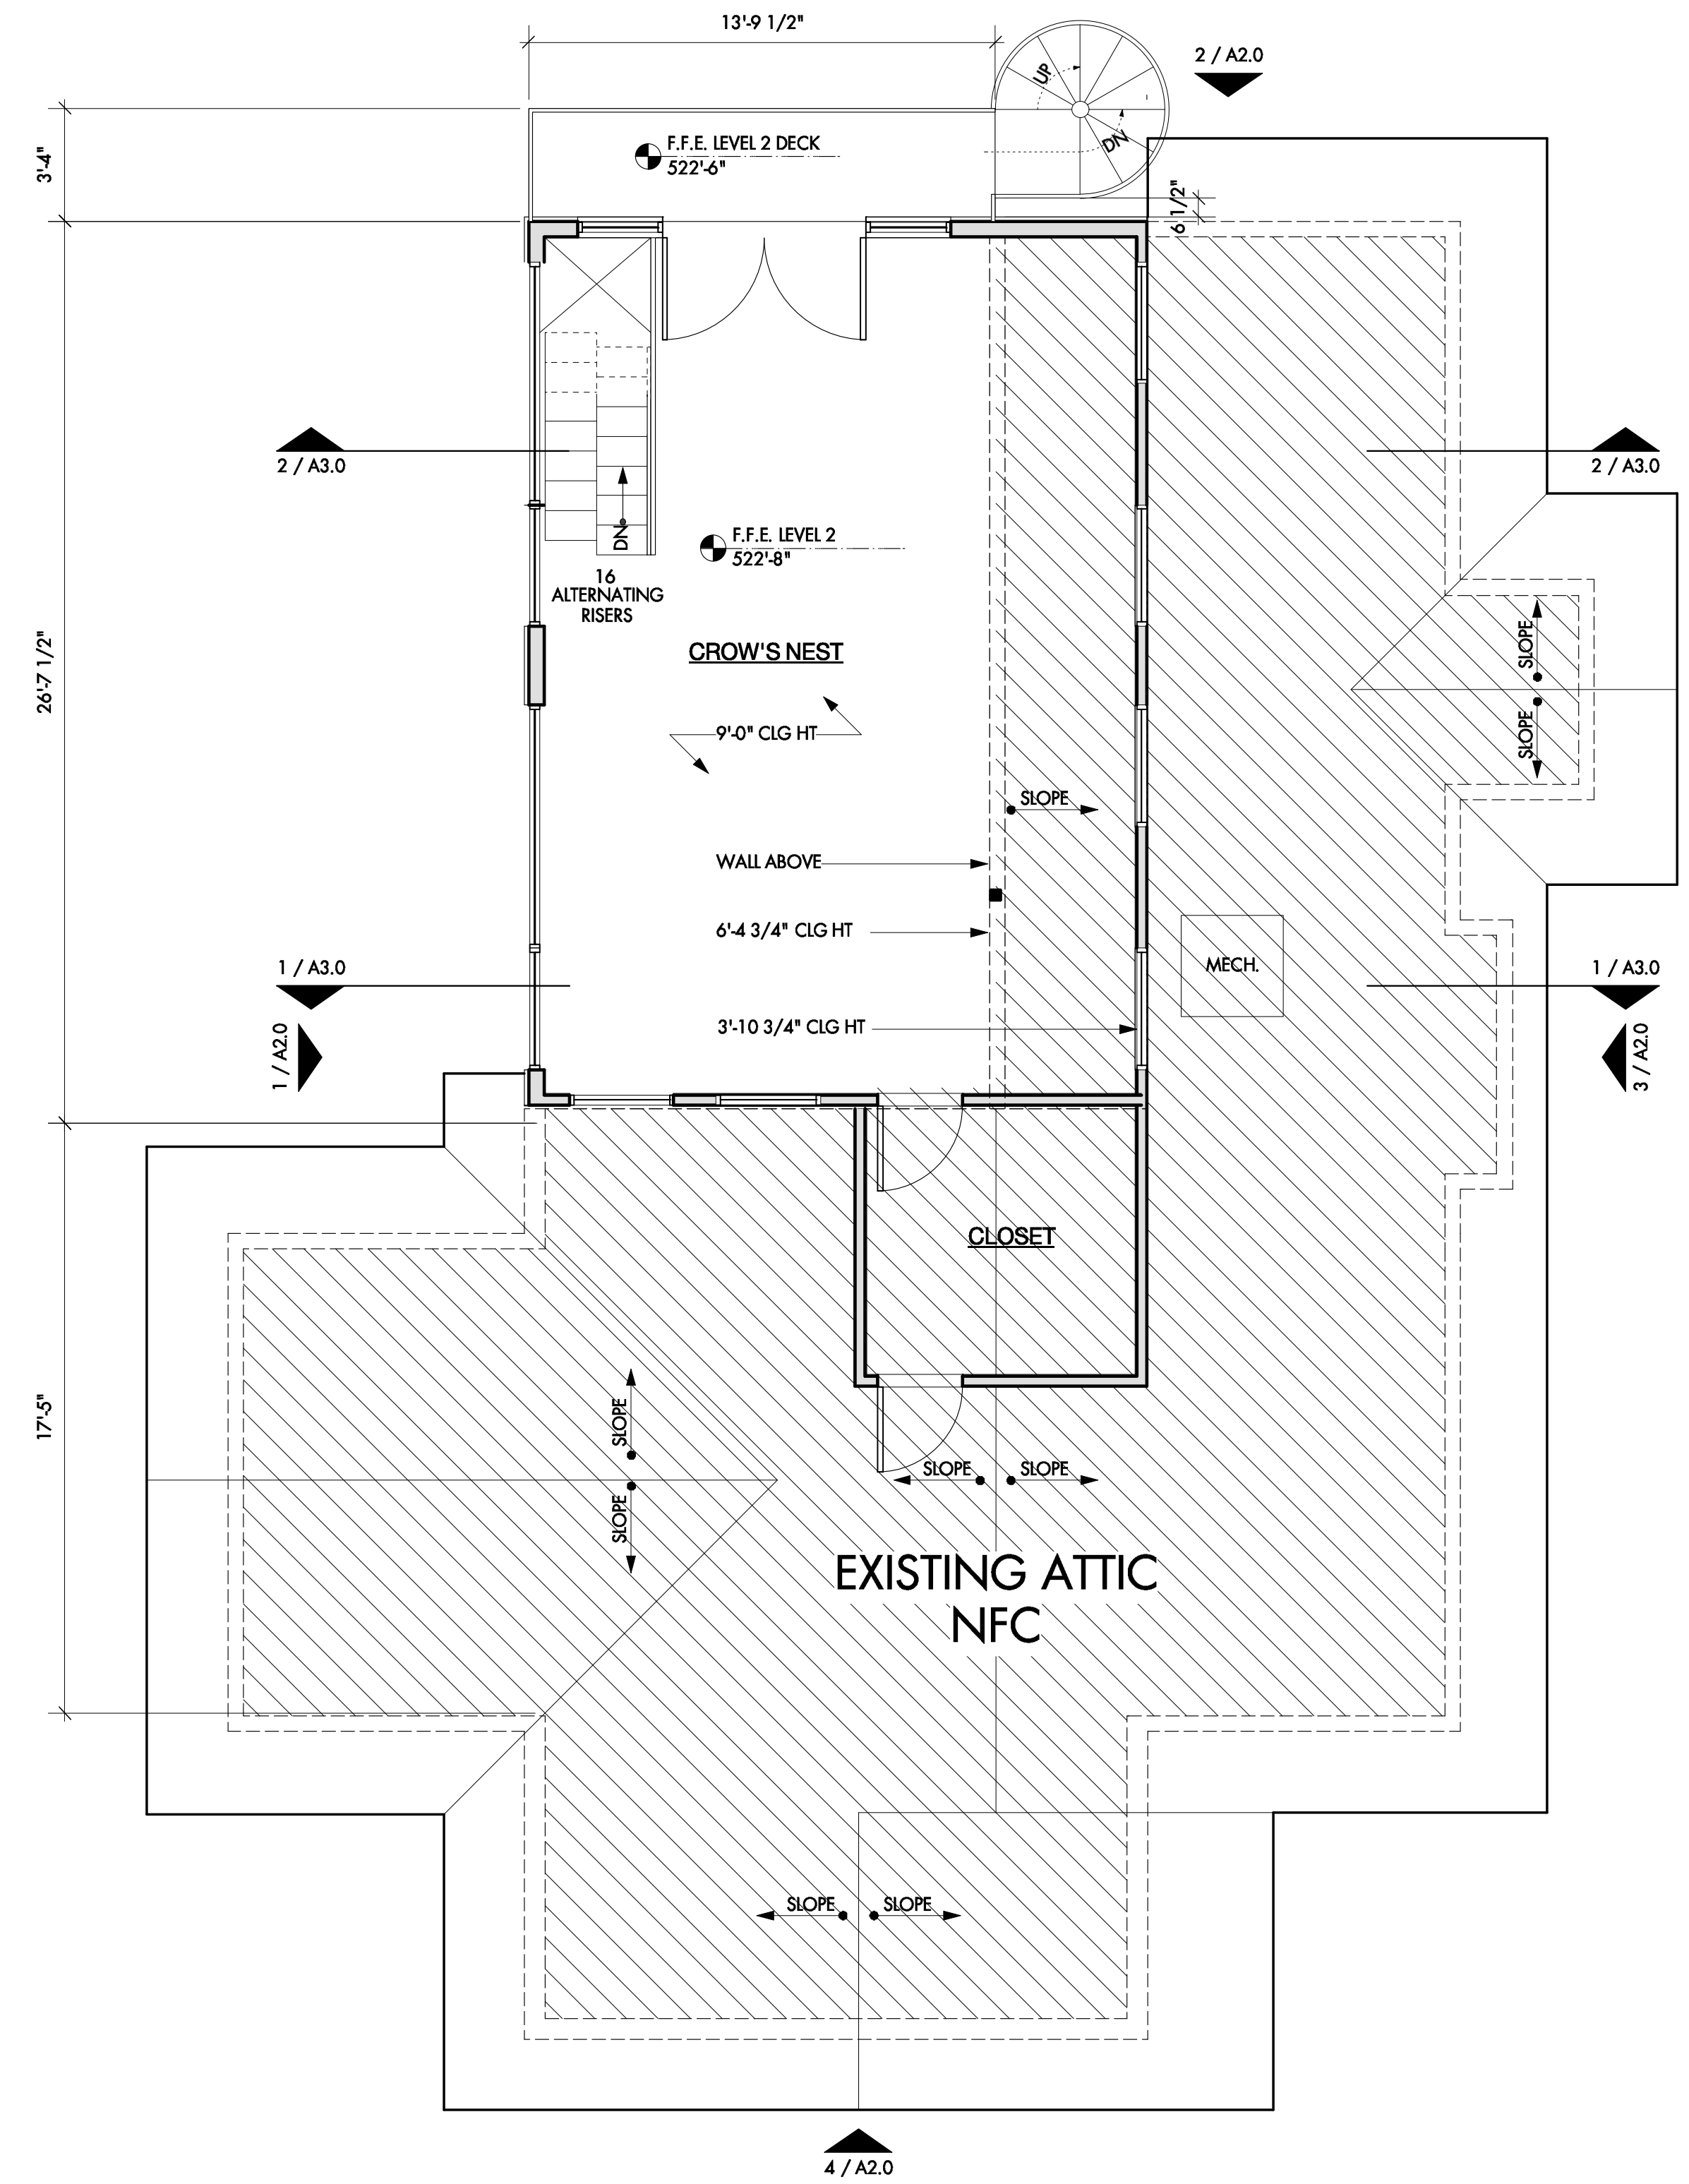 13'-9 1/2"
2 / A2.0
UP
DN
3'-4"
F.F.E. LEVEL 2 DECK
522'-6"
6 1/2"
2 / A3.0
2 / A3.0
DN
F.F.E. LEVEL 2
522'-8"
16
ALTERNATING
RISERS
26'-7 1/2"
CROW'S NEST
SLOPE
SLOPE
9'-0" CLG HT
SLOPE
WALL ABOVE
6'-4 3/4" CLG HT
MECH.
1 / A3.0
1 / A3.0
3'-10 3/4" CLG HT
1 / A2.0
3 / A2.0
CLOSET
17'-5"
SLOPE
SLOPE
SLOPE
SLOPE
EXISTING ATTIC
NFC
SLOPE
SLOPE
4 / A2.0